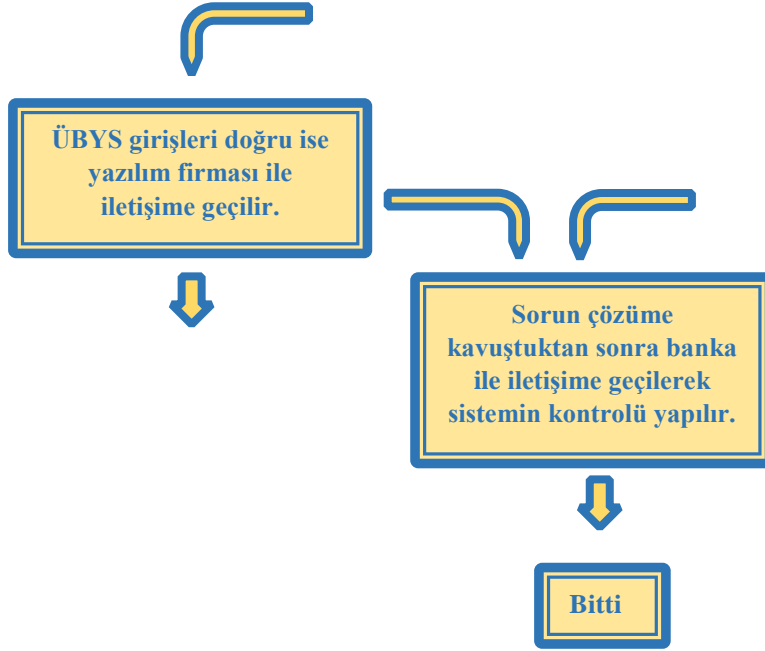 ÜBYS girişleri doğru ise
yazılım firması ile
iletişime geçilir.
Sorun çözüme
kavuştuktan sonra banka
ile iletişime geçilerek
sistemin kontrolü yapılır.
Bitti